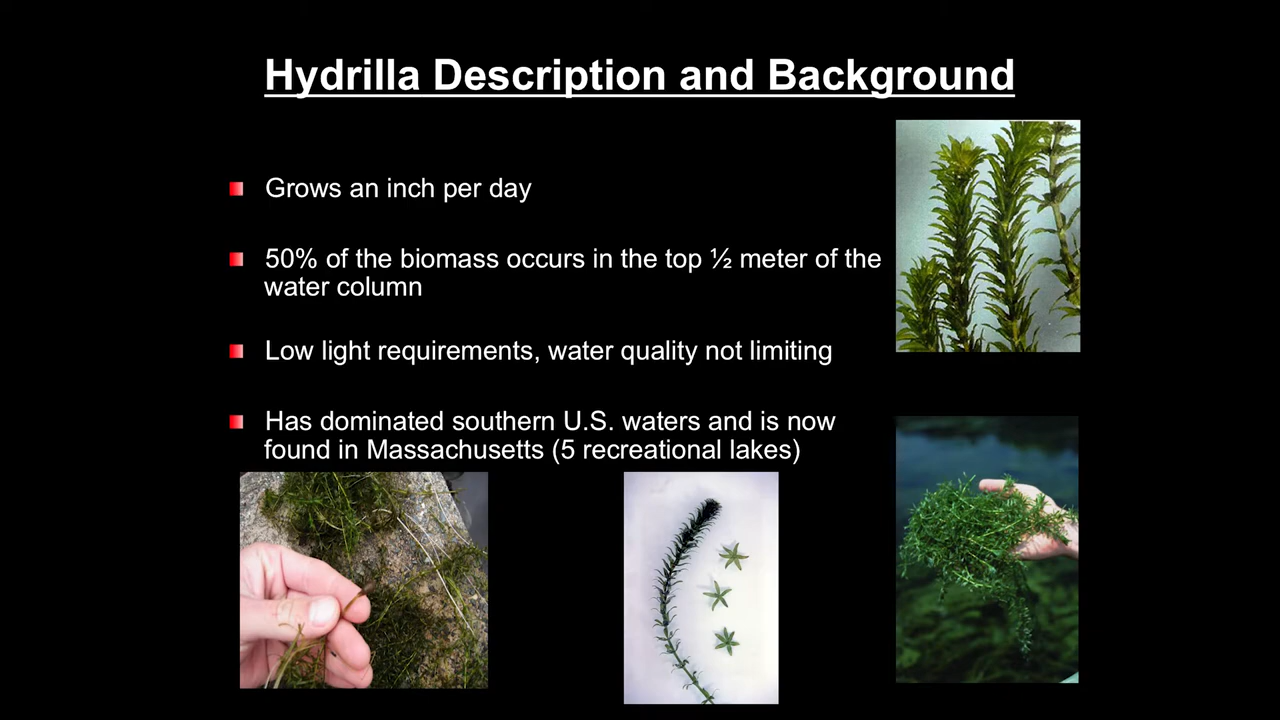 Hydrilla Description and Background
Grows an inch per day
50% of the biomass occurs in the top ½ meter of the
water column
Low light requirements, water quality not limiting
Has dominated southern U.S. waters and is now
found in Massachusetts (5 recreational lakes)